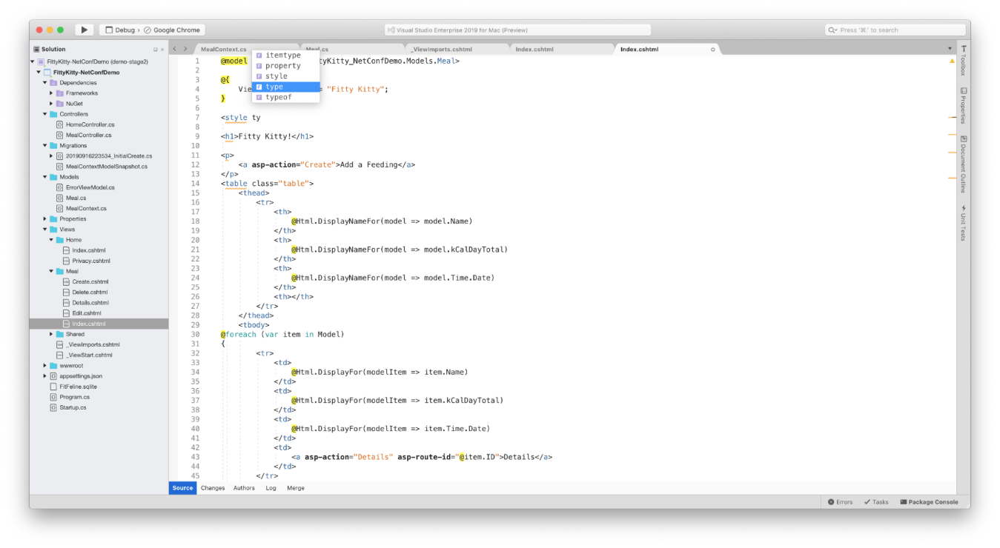 Debug › Google Chrome
Visual Studio Enterprise 2019 for Mac (Preview)
Press '⌘.' to search
Solution
FittyKitty-NetConfDemo (demo-stage2)
FittyKitty-NetConfDemo
Dependencies
Frameworks
NuGet
Controllers
HomeController.cs
MealController.cs
Migrations
20190916223534_InitialCreate.cs
MealContextModelSnapshot.cs
Models
ErrorViewModel.cs
Meal.cs
MealContext.cs
Properties
Views
Home
Index.cshtml
Privacy.cshtml
Meal
Create.cshtml
Delete.cshtml
Details.cshtml
Edit.cshtml
Index.cshtml
Shared
_ViewImports.cshtml
_ViewStart.cshtml
wwwroot
appsettings.json
FitFeline.sqlite
Program.cs
Startup.cs
MealContext.cs
Meal.cs
_ViewImports.cshtml
Index.cshtml
Index.cshtml
itemtype
property
style
type
typeof
1 @model tyKitty_NetConfDemo.Models.Meal>
2
3 @{
4 Vie = "Fitty Kitty";
5 }
6
7 <style ty
8
9 <h1>Fitty Kitty!</h1>
10
11 <p>
12 <a asp-action="Create">Add a Feeding</a>
13 </p>
14 <table class="table">
15 <thead>
16 <tr>
17 <th>
18 @Html.DisplayNameFor(model => model.Name)
19 </th>
20 <th>
21 @Html.DisplayNameFor(model => model.kCalDayTotal)
22 </th>
23 <th>
24 @Html.DisplayNameFor(model => model.Time.Date)
25 </th>
26 <th></th>
27 </tr>
28 </thead>
29 <tbody>
30 @foreach (var item in Model)
31 {
32 <tr>
33 <td>
34 @Html.DisplayFor(modelItem => item.Name)
35 </td>
36 <td>
37 @Html.DisplayFor(modelItem => item.kCalDayTotal)
38 </td>
39 <td>
40 @Html.DisplayFor(modelItem => item.Time.Date)
41 </td>
42 <td>
43 <a asp-action="Details" asp-route-id="@item.ID">Details</a>
44 </td>
45 </tr>
Toolbox
Properties
Document Outline
Unit Tests
Source Changes Authors Log Merge
Errors Tasks Package Console